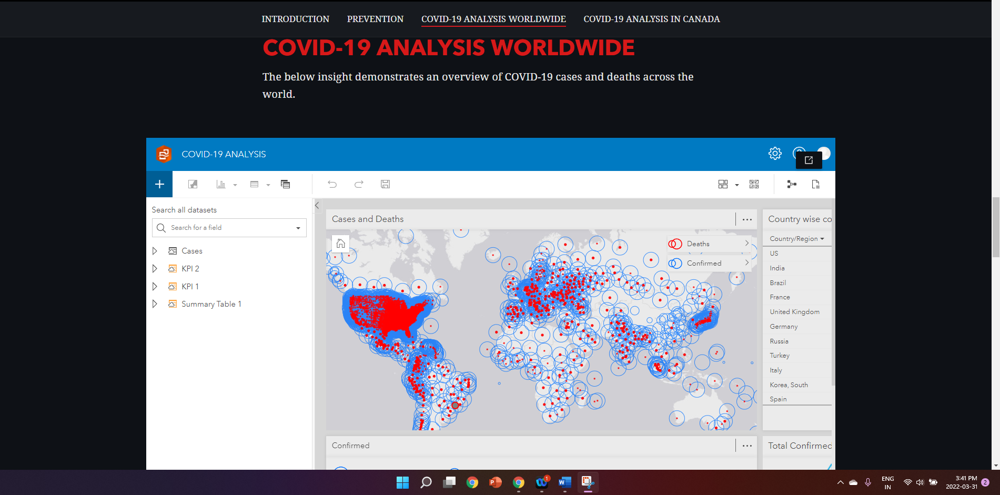 INTRODUCTION PREVENTION COVID-19 ANALYSIS WORLDWIDE COVID-19 ANALYSIS IN CANADA
COVID-19 ANALYSIS WORLDWIDE
The below insight demonstrates an overview of COVID-19 cases and deaths across the
world.
COVID-19 ANALYSIS
Search all datasets
Search for a field
Cases
KPI 2
KPI 1
Summary Table 1
Cases and Deaths
Deaths
Confirmed
Country wise co
Country/Region
US
India
Brazil
France
United Kingdom
Germany
Russia
Turkey
Italy
Korea, South
Spain
Confirmed
Total Confirmed
1
ENG
IN
3:41 PM
2022-03-31
2